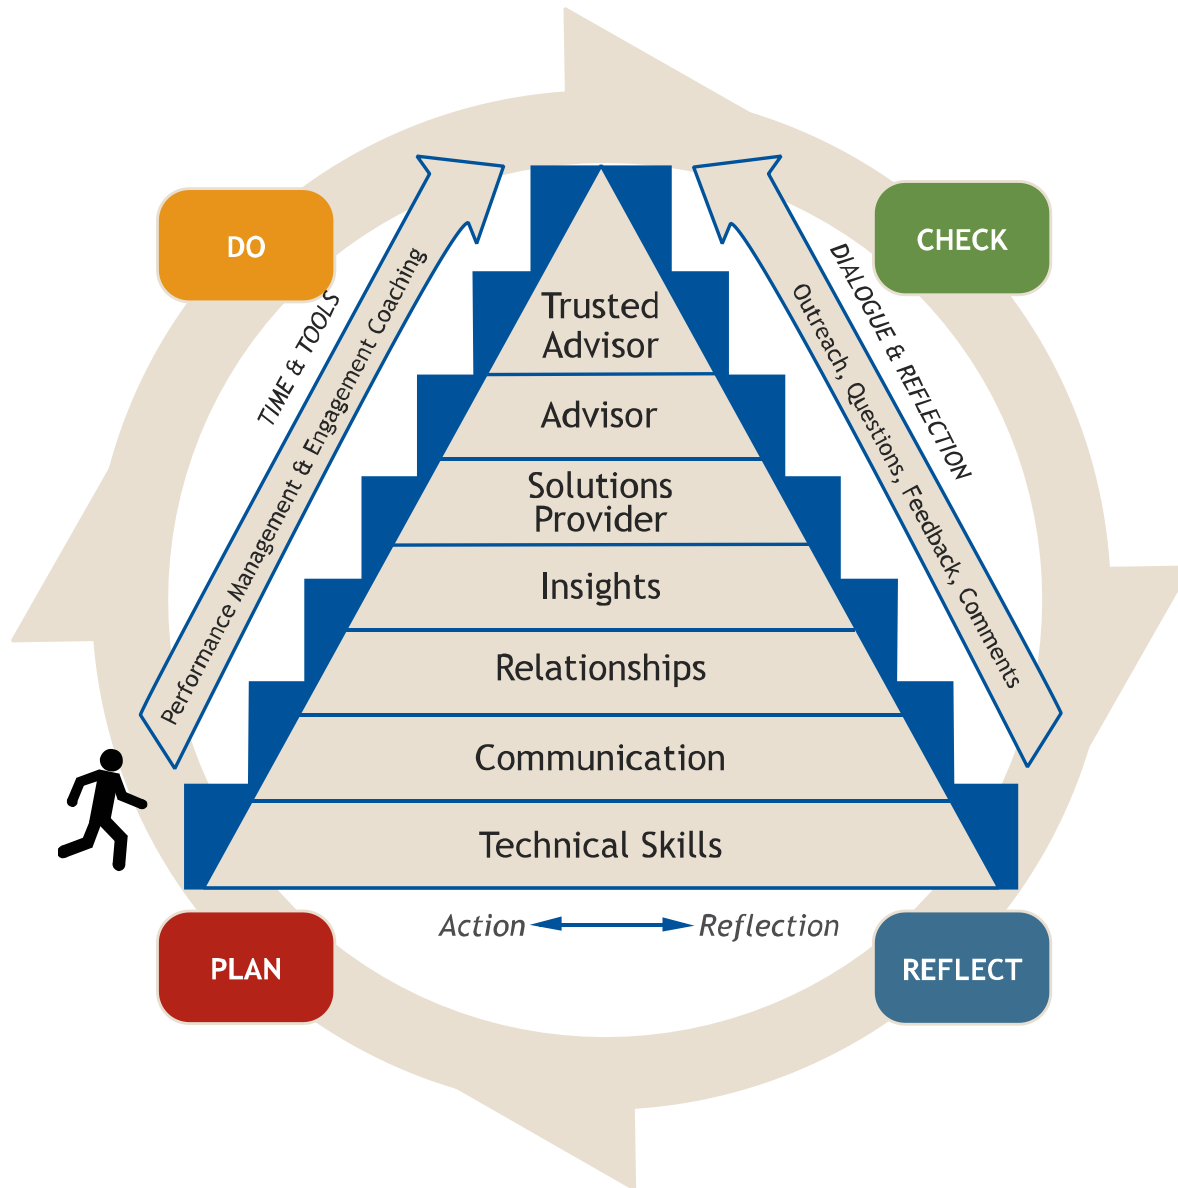 DO
CHECK
TIME & TOOLS
Performance Management & Engagement Coaching
DIALOGUE & REFLECTION
Outreach, Questions, Feedback, Comments
Trusted
Advisor
Advisor
Solutions
Provider
Insights
Relationships
Communication
Technical Skills
Action
Reflection
PLAN
REFLECT